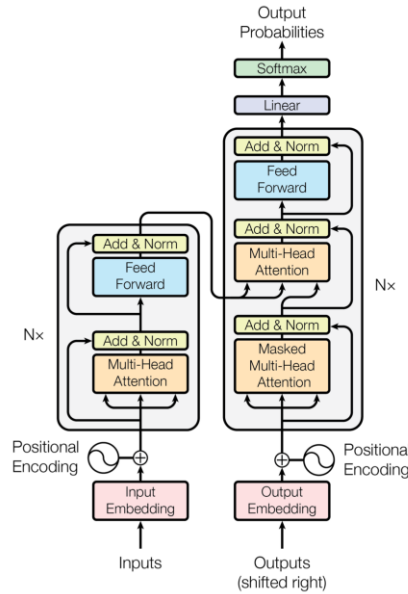 Output
Probabilities
Softmax
Linear
Add & Norm
Feed
Forward
Add & Norm
Multi-Head
Attention
Add & Norm
Masked
Multi-Head
Attention
Nx
Positional
Encoding
Output
Embedding
Outputs
(shifted right)
Add & Norm
Feed
Forward
Add & Norm
Multi-Head
Attention
N×
Positional
Encoding
Input
Embedding
Inputs